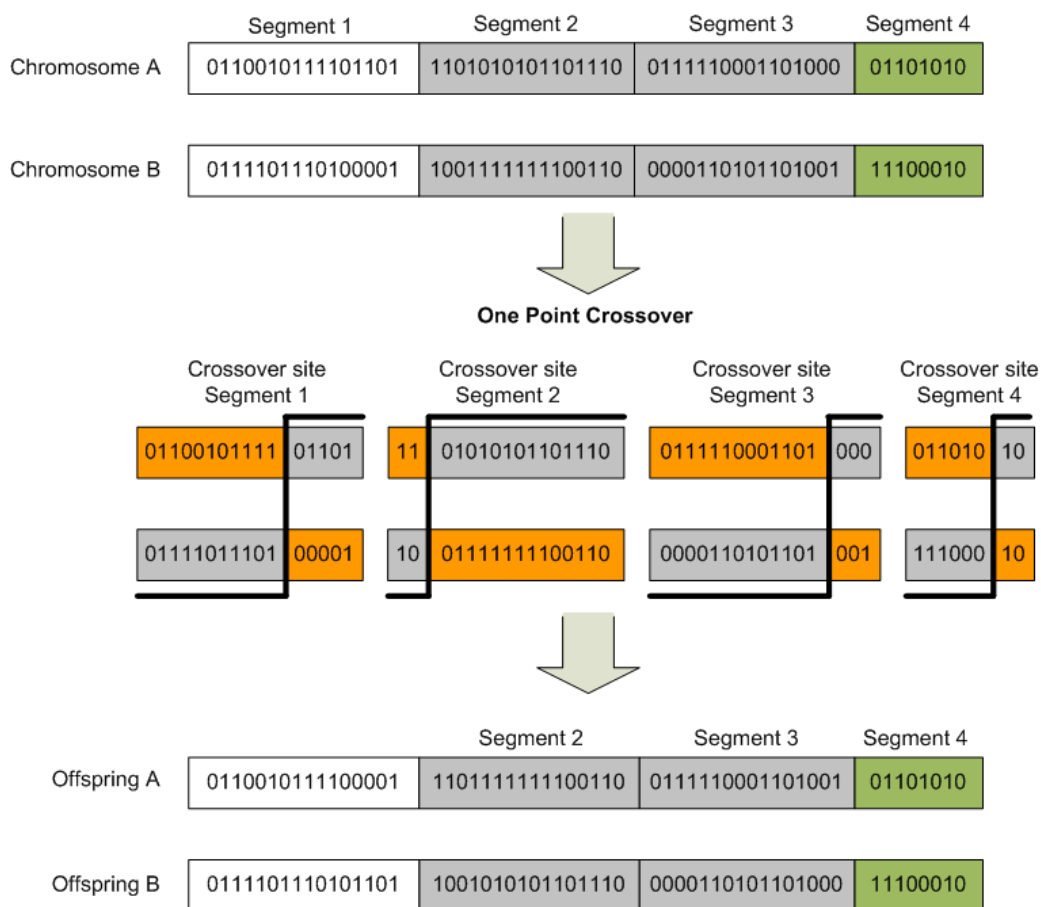 Segment 1 Segment 2 Segment 3 Segment 4
Chromosome A 0110010111101101 1101010101101110 0111110001101000 01101010
Chromosome B 0111101110100001 1001111111100110 0000110101101001 11100010
One Point Crossover
Crossover site Crossover site Crossover site Crossover site
Segment 1 Segment 2 Segment 3 Segment 4
01100101111 01101 11 01010101101110 0111110001101 000 011010 10
01111011101 00001 10 01111111100110 0000110101101 001 111000 10
Segment 2 Segment 3 Segment 4
Offspring A 0110010111100001 1101111111100110 0111110001101001 01101010
Offspring B 0111101110101101 1001010101101110 0000110101101000 11100010